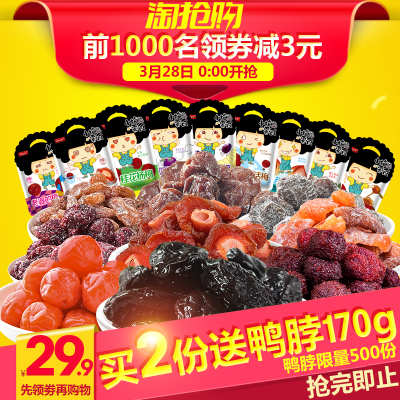 淘抢购
前1000名领券减3元
3月28日 0:00开抢
¥29.9
先领劵再购物
买2份送鸭脖170g
鸭脖限量500份
抢完即止